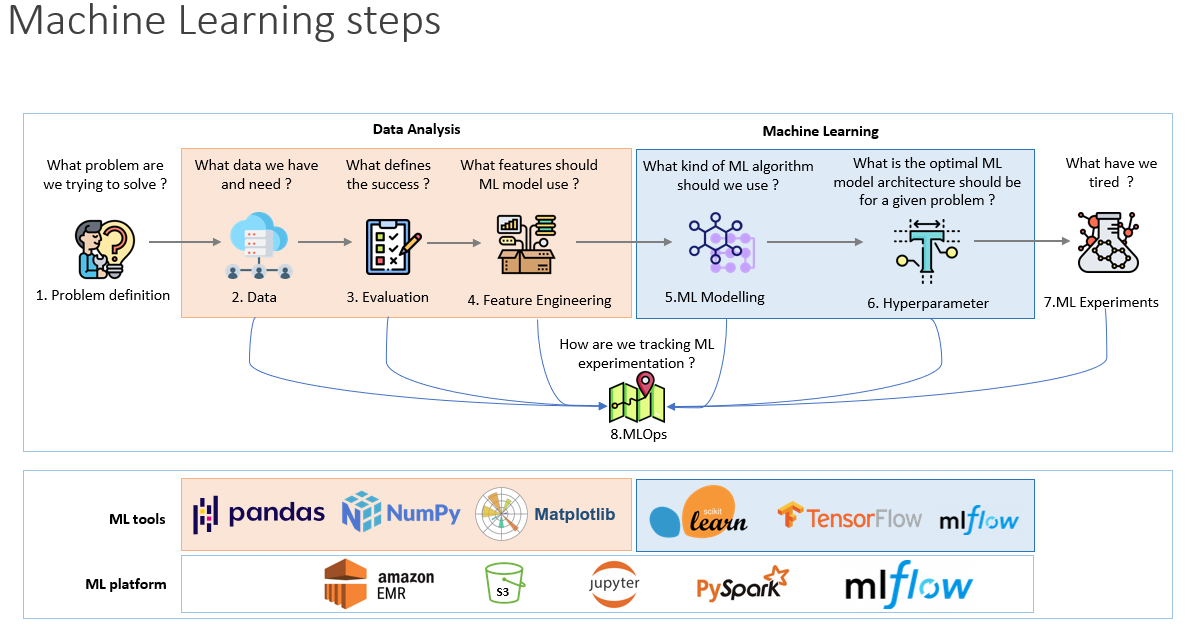 Machine Learning steps
Data Analysis
Machine Learning
What problem are
we trying to solve ?
What data we have
and need ?
What defines
the success ?
What features should
ML model use ?
What kind of ML algorithm
should we use ?
What is the optimal ML
model architecture should be
for a given problem ?
What have we
tired ?
1. Problem definition
2. Data
3. Evaluation
4. Feature Engineering
5.ML Modelling
6. Hyperparameter
7.ML Experiments
How are we tracking ML
experimentation ?
8.MLOps
ML tools
pandas
NumPy
Matplotlib
scikit
learn
TensorFlow
mlflow
ML platform
amazon
EMR
S3
jupyter
PySpark
mlflow